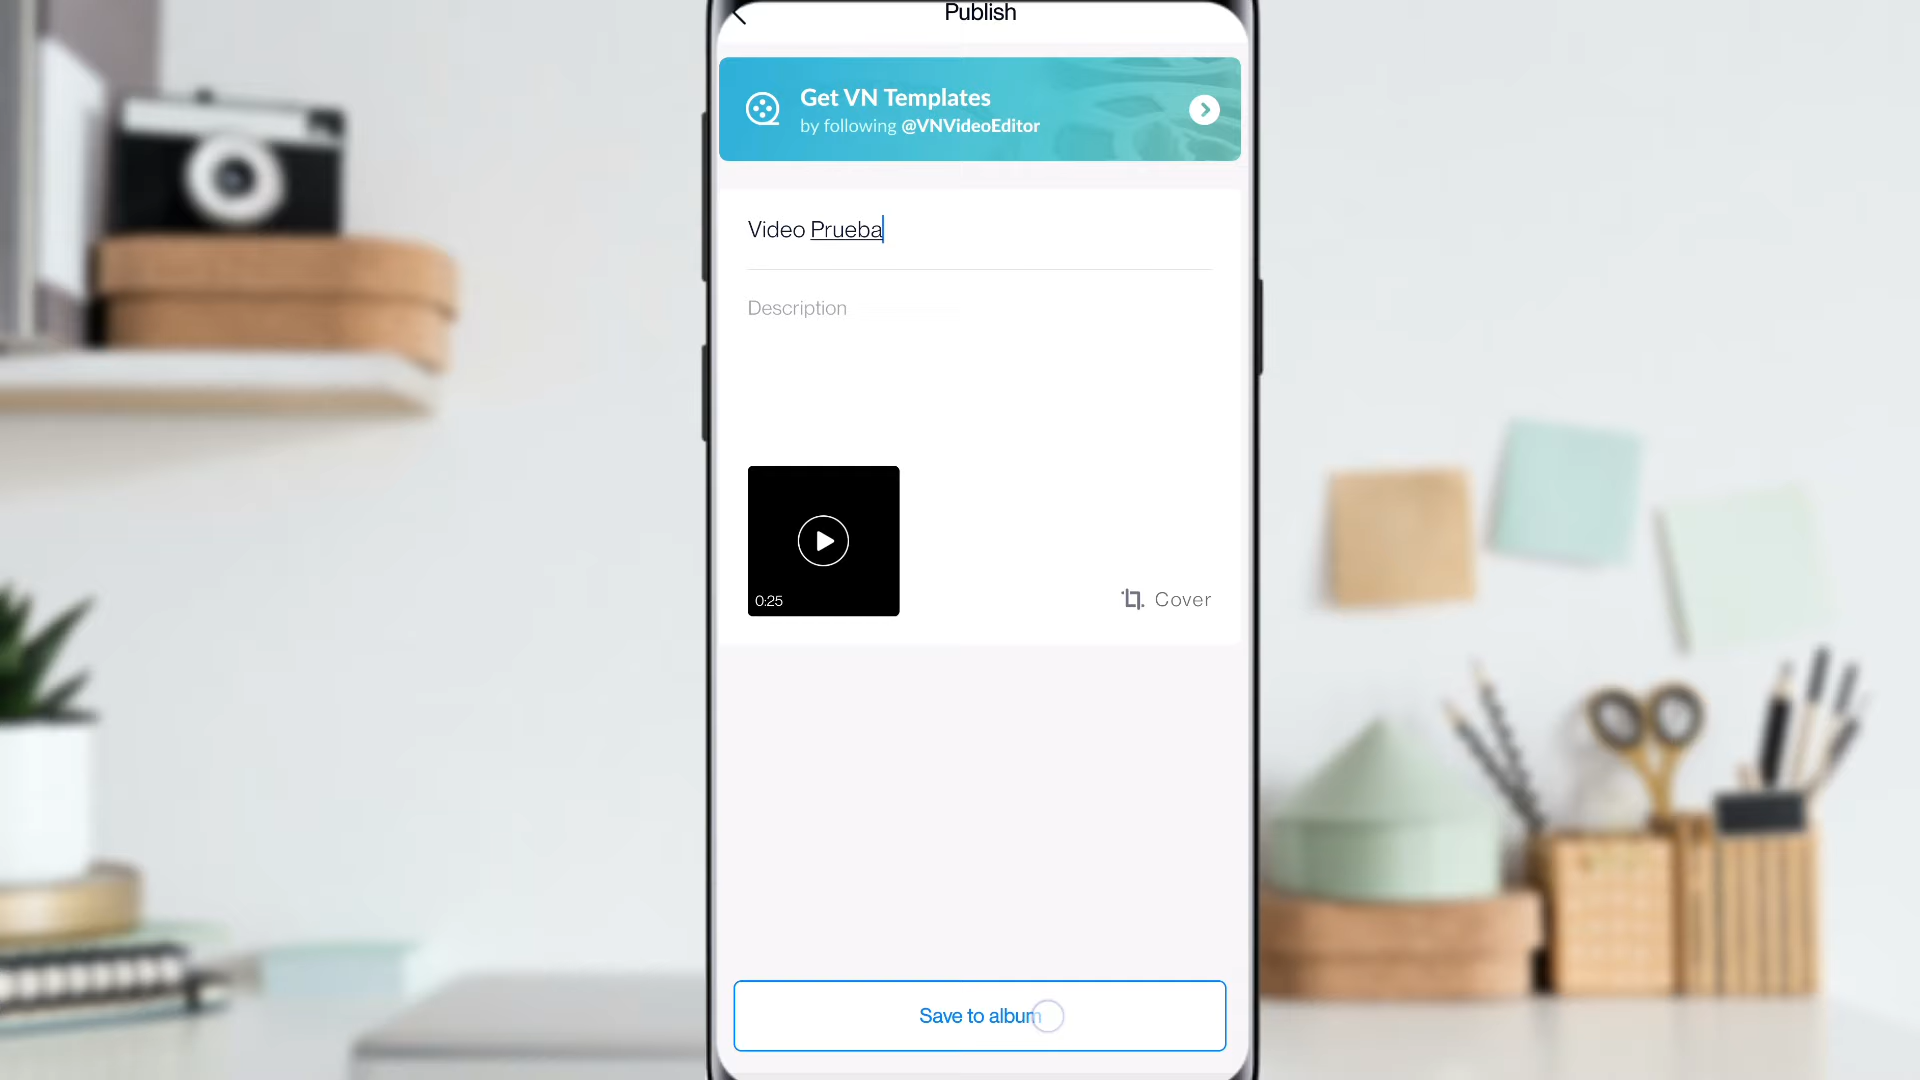 Publish
Get VN Templates
by following @VNVideoEditor
Video Prueba
Description
0:25
Cover
Save to album